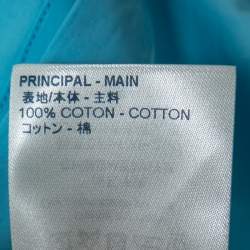 PRINCIPAL - MAIN
表地/本体 - 主料
100% COTON - COTTON
コットン - 棉